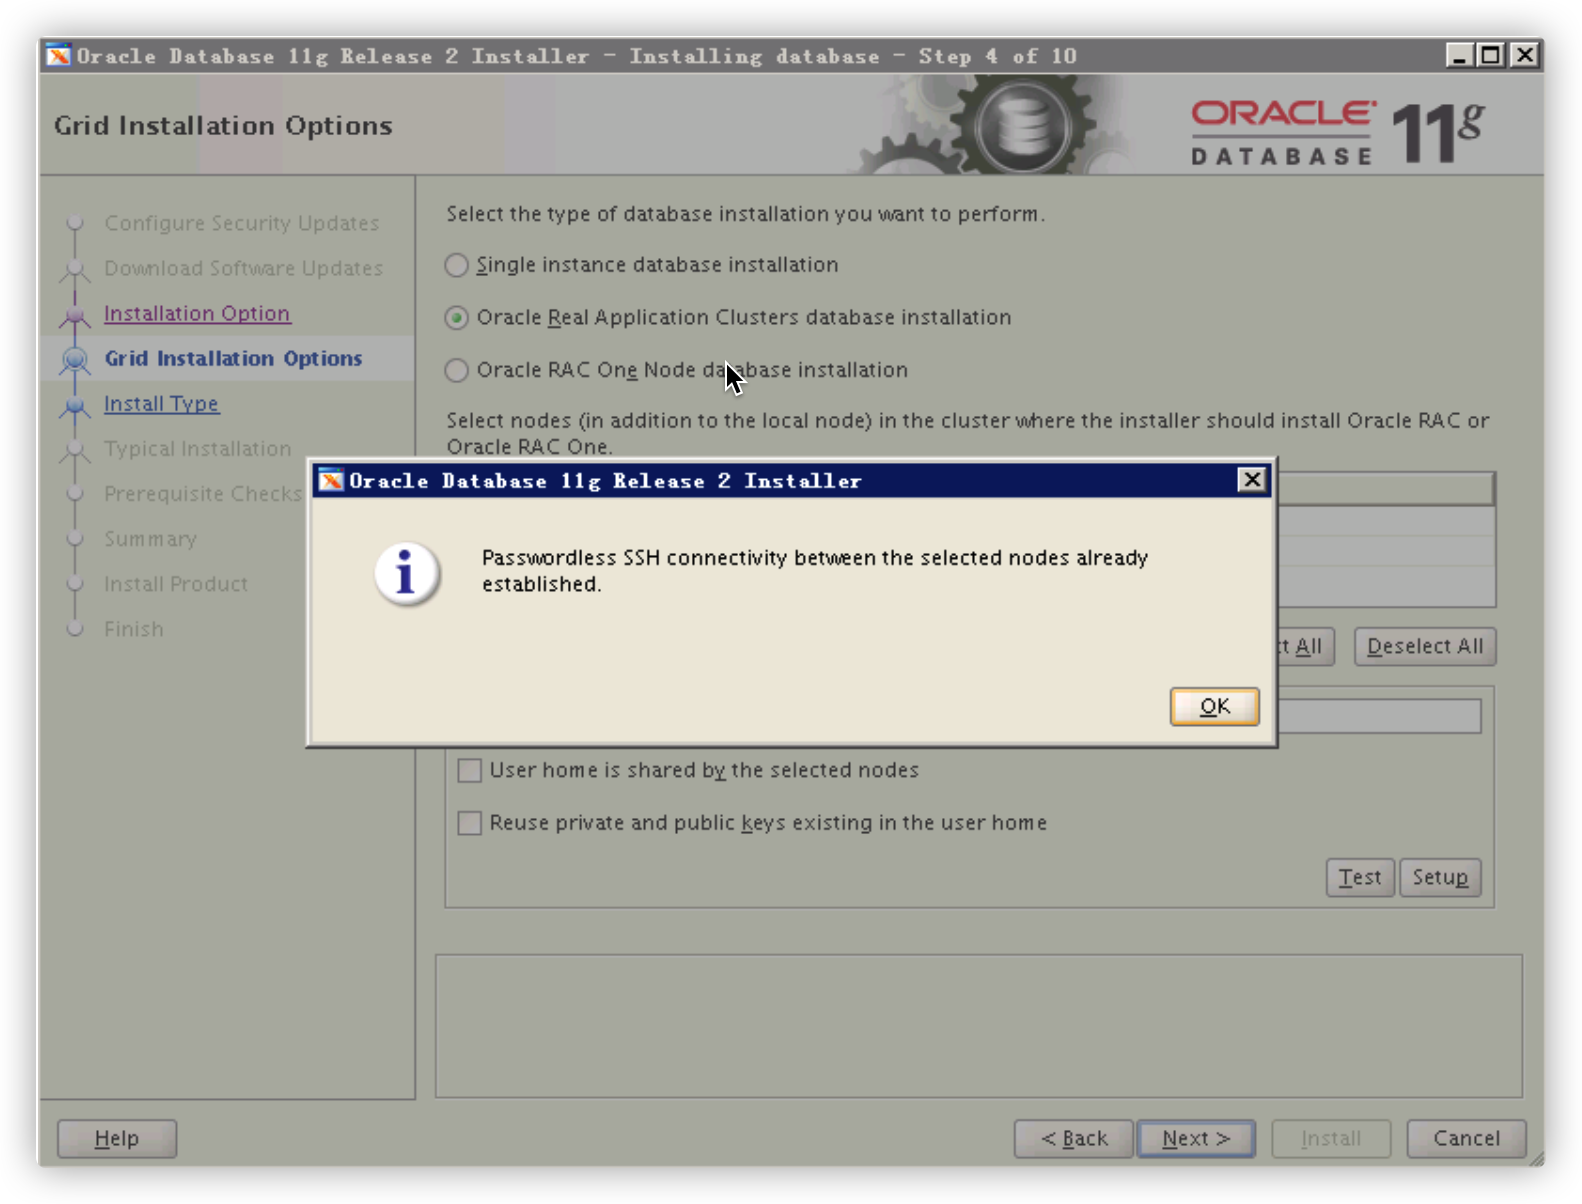 Oracle Database 11g Release 2 Installer - Installing database - Step 4 of 10
Grid Installation Options
ORACLE
DATABASE
11g
Configure Security Updates
Download Software Updates
Installation Option
Grid Installation Options
Install Type
Typical Installation
Prerequisite Checks
Summary
Install Product
Finish
Select the type of database installation you want to perform.
Single instance database installation
Oracle Real Application Clusters database installation
Oracle RAC One Node database installation
Select nodes (in addition to the local node) in the cluster where the installer should install Oracle RAC or
Oracle RAC One.
Oracle Database 11g Release 2 Installer
Passwordless SSH connectivity between the selected nodes already
established.
OK
All
Deselect All
User home is shared by the selected nodes
Reuse private and public keys existing in the user home
Test
Setup
Help
< Back
Next >
Install
Cancel